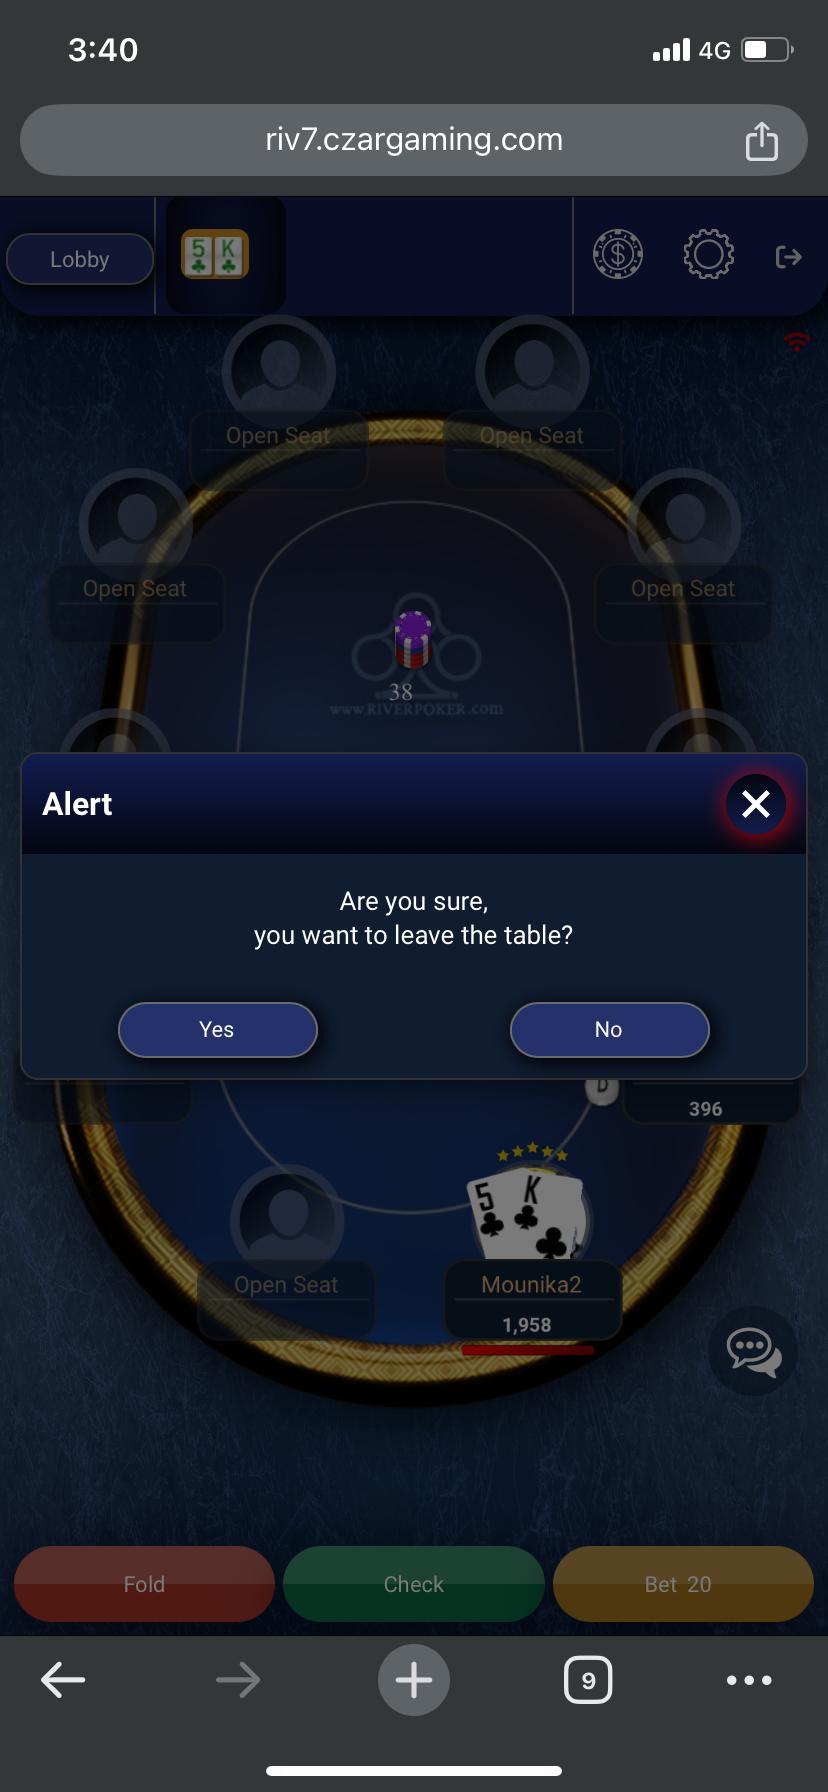 3:40
4G
riv7.czargaming.com
Lobby
5 K
$
Open Seat
Open Seat
Open Seat
Open Seat
38
www.RIVERPOKER.com
Alert
Are you sure,
you want to leave the table?
Yes
No
D
396
5 K
Open Seat
Mounika2
1,958
Fold
Check
Bet 20
9